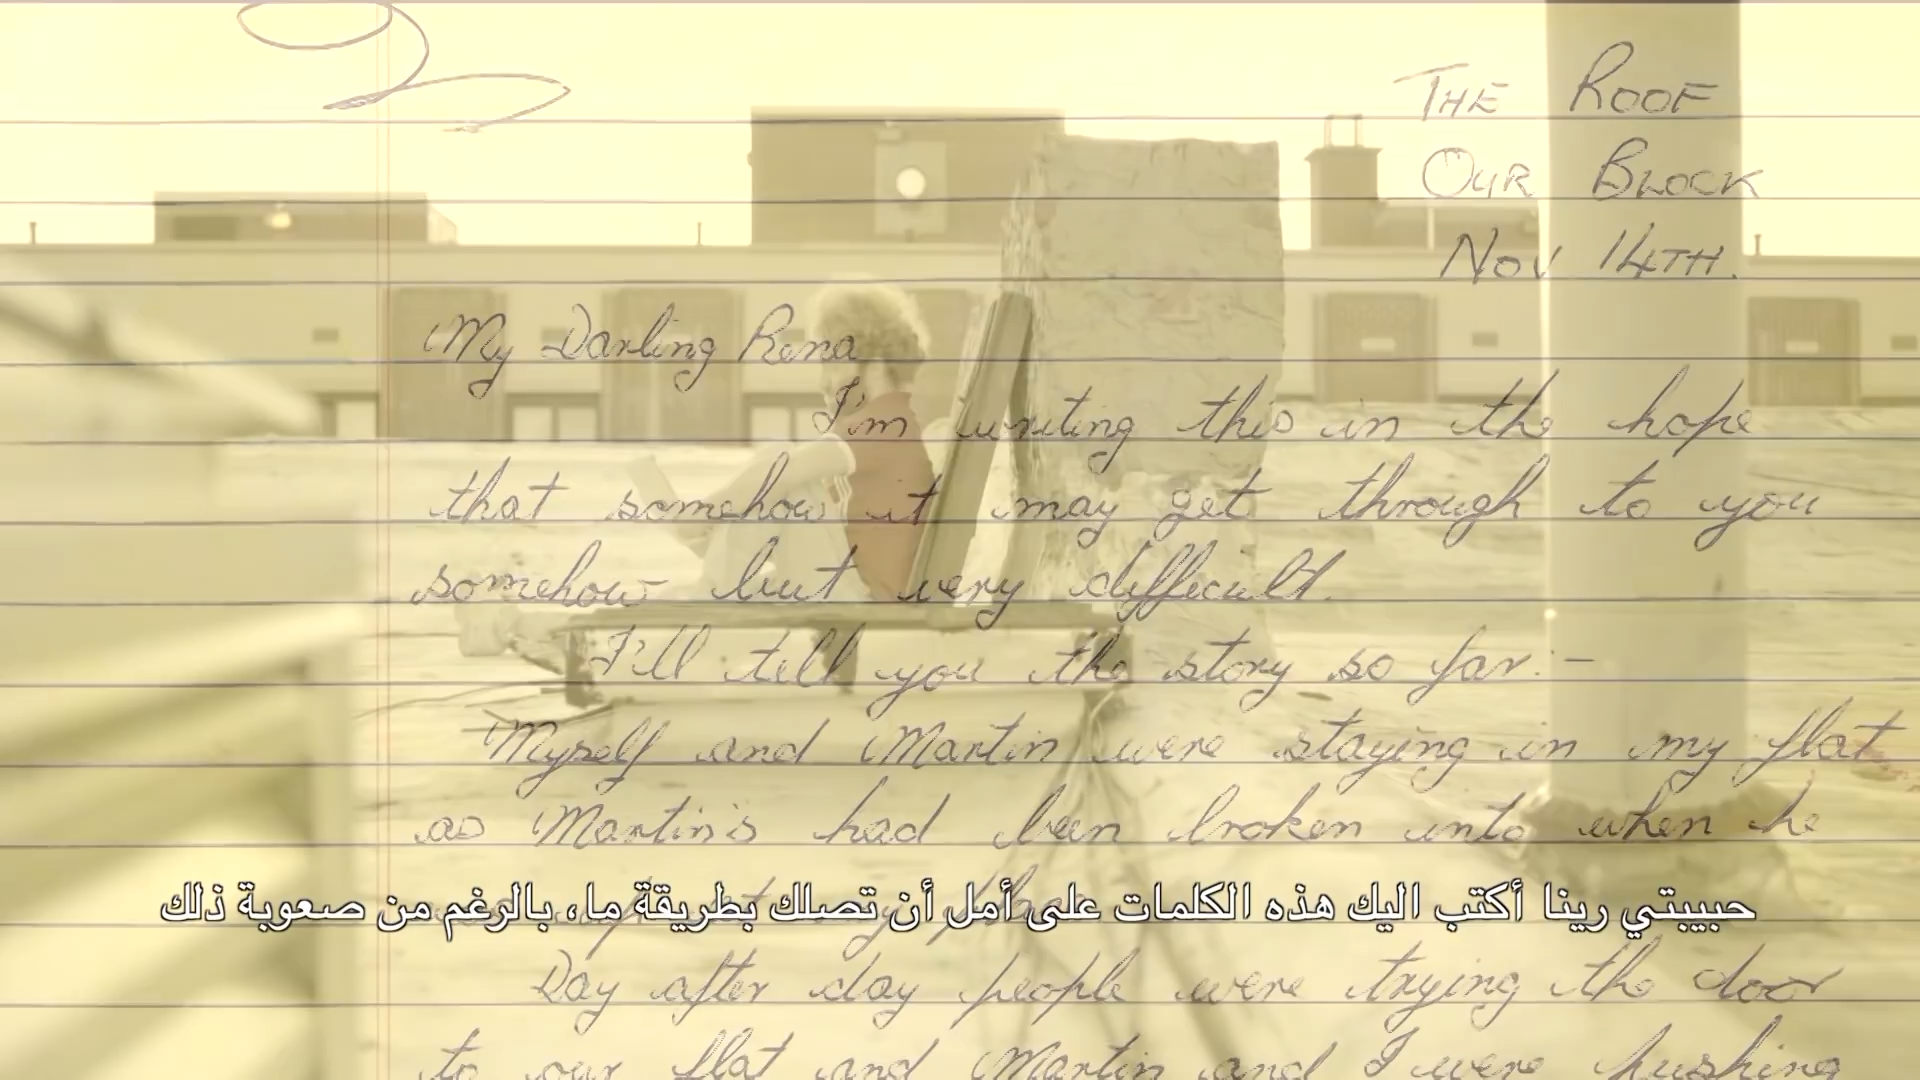 THE ROOF
OUR BLOCK
NOV 14TH.
My Darling Rena
I'm writing this in the hope
that somehow it may get through to you
somehow but very difficult.
I'll tell you the story so far:-
Myself and Martin were staying in my flat
as Martin's had been broken into when he
حبيبتي رينا أكتب اليك هذه الكلمات على أمل أن تصلك بطريقة ما، بالرغم من صعوبة ذلك
Day after day people were trying the door
to our flat and Martin and I were pushing